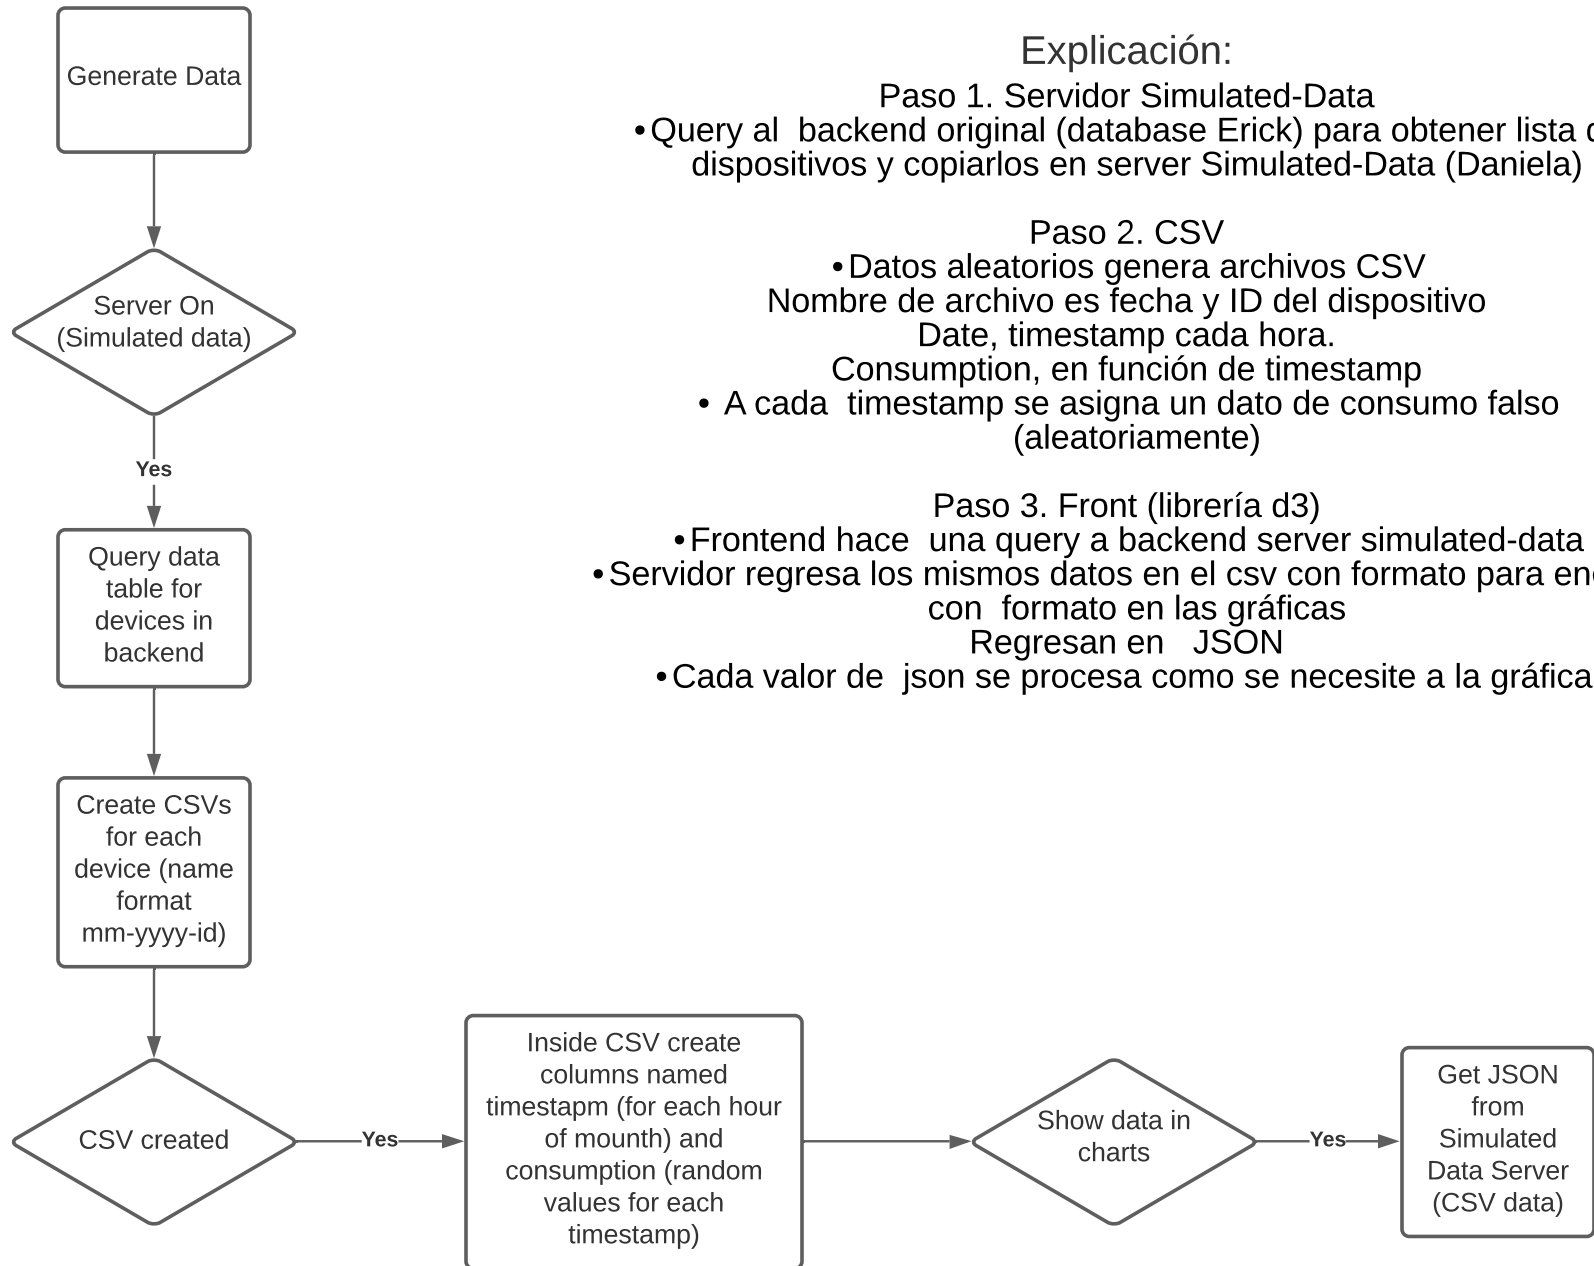 Generate Data
Server On
(Simulated data)
Yes
Query data
table for
devices in
backend
Create CSVs
for each
device (name
format
mm-yyyy-id)
CSV created
Yes
Inside CSV create
columns named
timestapm (for each hour
of mounth) and
consumption (random
values for each
timestamp)
Show data in
charts
Yes
Get JSON
from
Simulated
Data Server
(CSV data)
Explicación:
Paso 1. Servidor Simulated-Data
•Query al  backend original (database Erick) para obtener lista
dispositivos y copiarlos en server Simulated-Data (Daniela)
Paso 2. CSV
•Datos aleatorios genera archivos CSV
Nombre de archivo es fecha y ID del dispositivo
Date, timestamp cada hora.
Consumption, en función de timestamp
• A cada  timestamp se asigna un dato de consumo falso
(aleatoriamente)
Paso 3. Front (librería d3)
•Frontend hace  una query a backend server simulated-data
•Servidor regresa los mismos datos en el csv con formato para
con  formato en las gráficas
Regresan en   JSON
•Cada valor de  json se procesa como se necesite a la gráfica